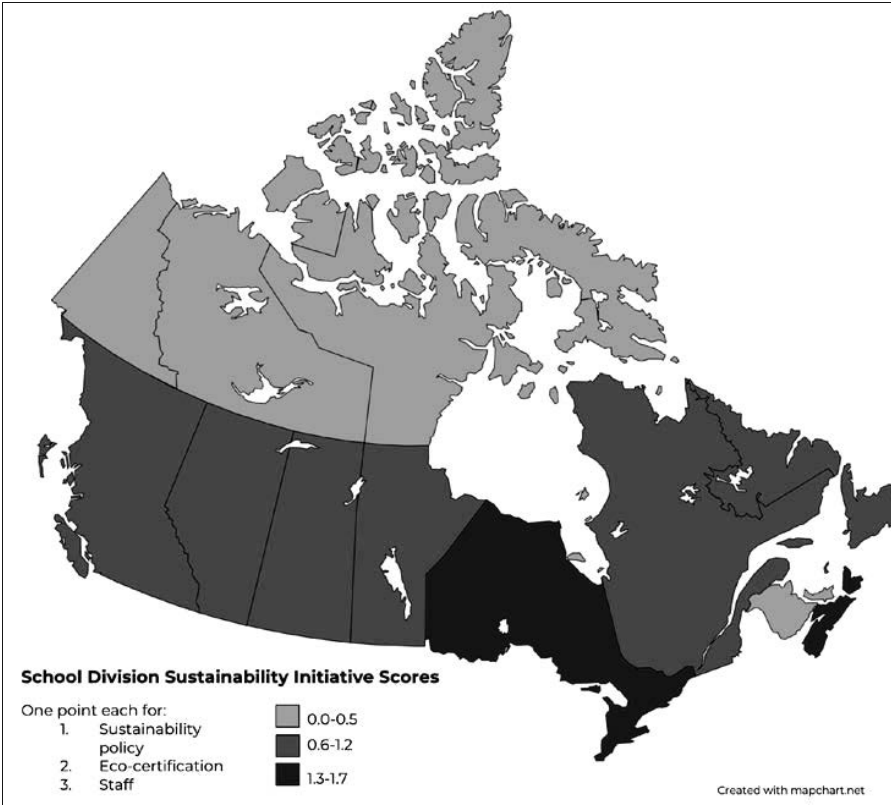 School Division Sustainability Initiative Scores
One point each for:
1. Sustainability
policy
2. Eco-certification
3. Staff
0.0-0.5
0.6-1.2
1.3-1.7
Created with mapchart.net